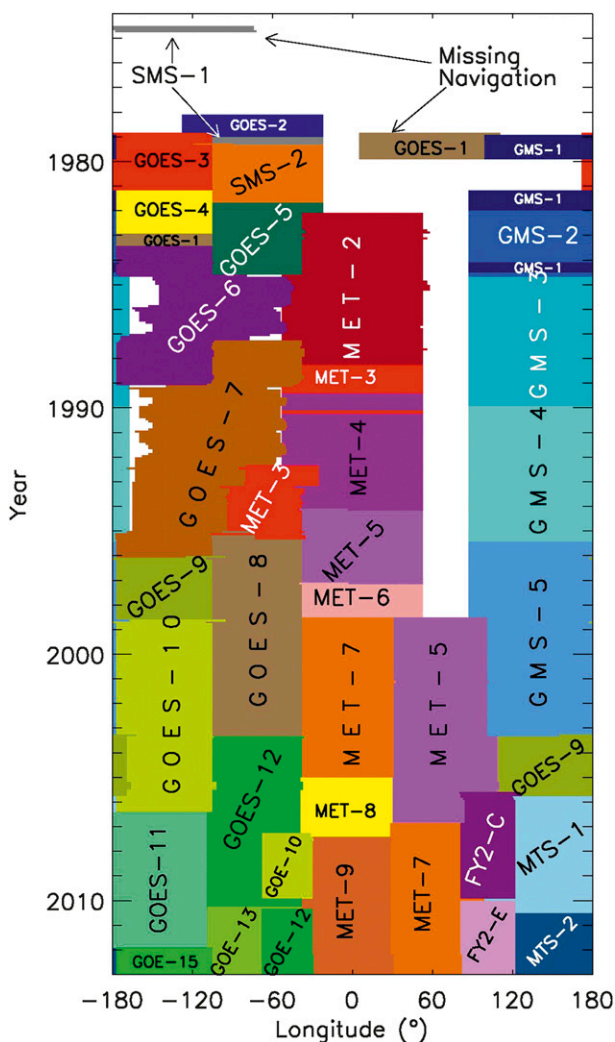 Missing
Navigation
SMS-1
GOES-2
GOES-3
SMS-2
GOES-1
GMS-1
1980
GOES-4
GOES-1
GOES-5
GMS-1
GMS-2
GMS-1
GOES-6
MET-2
GMS-3
MET-3
1990
GOES-7
MET-3
MET-4
GMS-4
Year
MET-5
GOES-9
GOES-8
MET-6
GMS-5
2000
GOES-10
MET-7
MET-5
GOES-9
GOES-12
MET-8
GOES-11
GOE-10
MET-9
MET-7
FY2-C
MTS-1
2010
GOE-15
GOE-13
GOE-12
FY2-E
MTS-2
-180 -120 -60 0 60 120 180
Longitude (°)